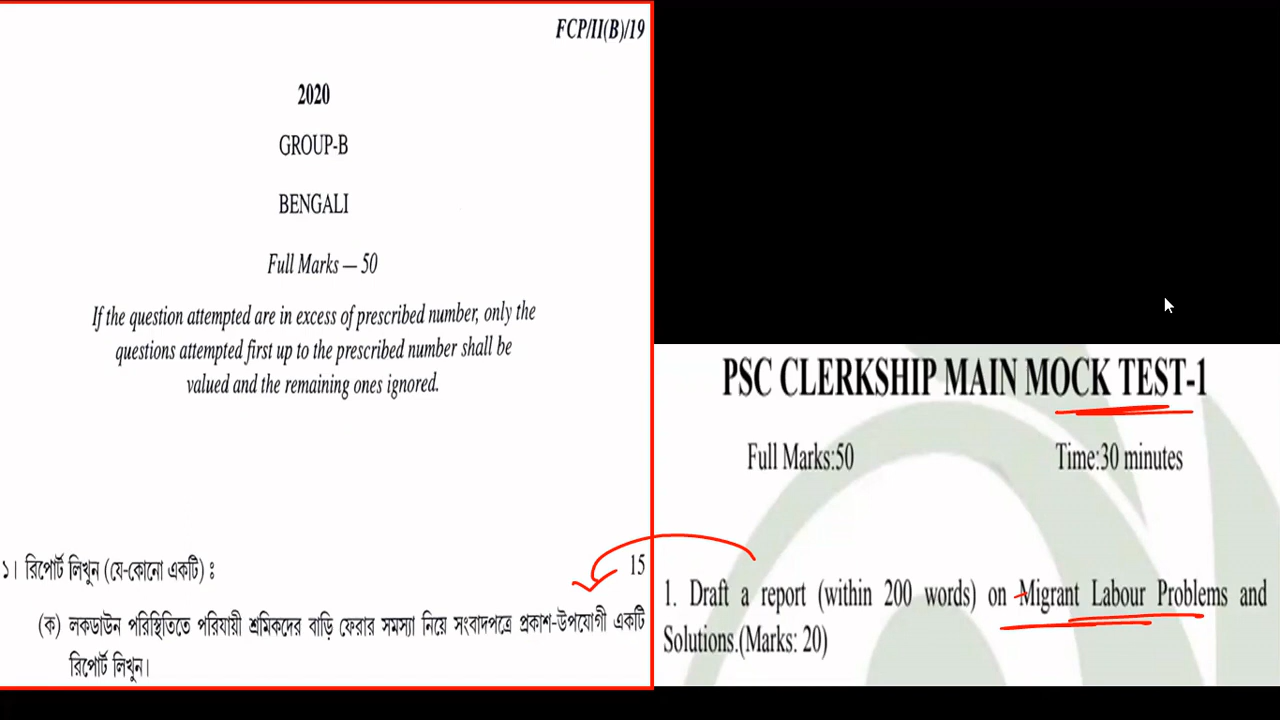 FCP/II(B)/19
2020
GROUP-B
BENGALI
Full Marks — 50
If the question attempted are in excess of prescribed number, only the
questions attempted first up to the prescribed number shall be
valued and the remaining ones ignored.
১। রিপোর্ট লিখুন (যে-কোনো একটি) ঃ 15
(ক) লকডাউন পরিস্থিতিতে পরিযায়ী শ্রমিকদের বাড়ি ফেরার সমস্যা নিয়ে সংবাদপত্রে প্রকাশ-উপযোগী একটি
রিপোর্ট লিখুন।
PSC CLERKSHIP MAIN MOCK TEST-1
Full Marks:50 Time:30 minutes
1. Draft a report (within 200 words) on Migrant Labour Problems and
Solutions.(Marks: 20)